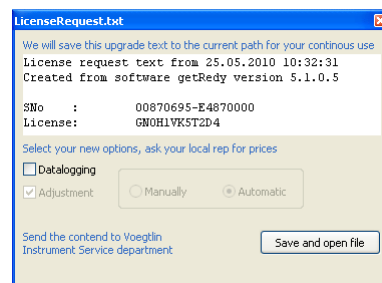 LicenseRequest.txt
We will save this upgrade text to the current path for your continous use
License request text from 25.05.2010 10:32:31
Created from software getRedy version 5.1.0.5
SNo : 00870695-E4870000
License: GN0H1VK5T2D4
Select your new options, ask your local rep for prices
Datalogging
Adjustment Manually Automatic
Send the contend to Voegtlin
Instrument Service department
Save and open file